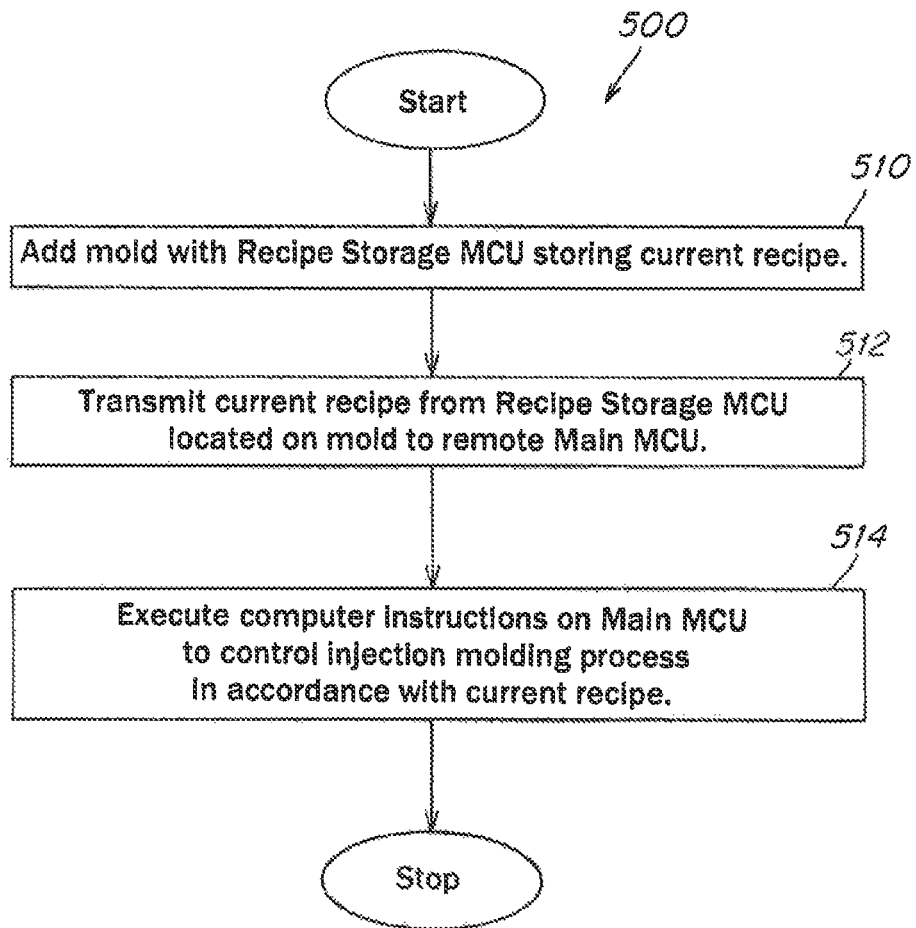 500
Start
510
Add mold with Recipe Storage MCU storing current recipe.
512
Transmit current recipe from Recipe Storage MCU
located on mold to remote Main MCU.
514
Execute computer instructions on Main MCU
to control injection molding process
in accordance with current recipe.
Stop